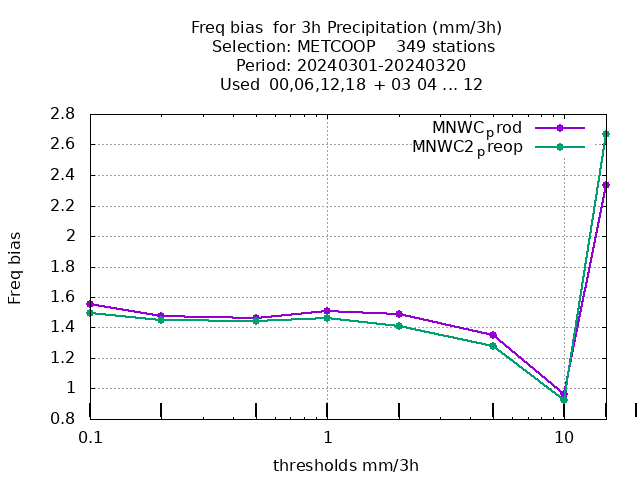 Freq bias  for 3h Precipitation (mm/3h)
Selection: METCOOP    349 stations
Period: 20240301-20240320
Used  00,06,12,18  + 03 04 ... 12
MNWCprod
MNWC2preop
2.8
2.6
2.4
2.2
2
1.8
1.6
1.4
1.2
1
0.8
Freq bias
0.1
1
10
thresholds mm/3h